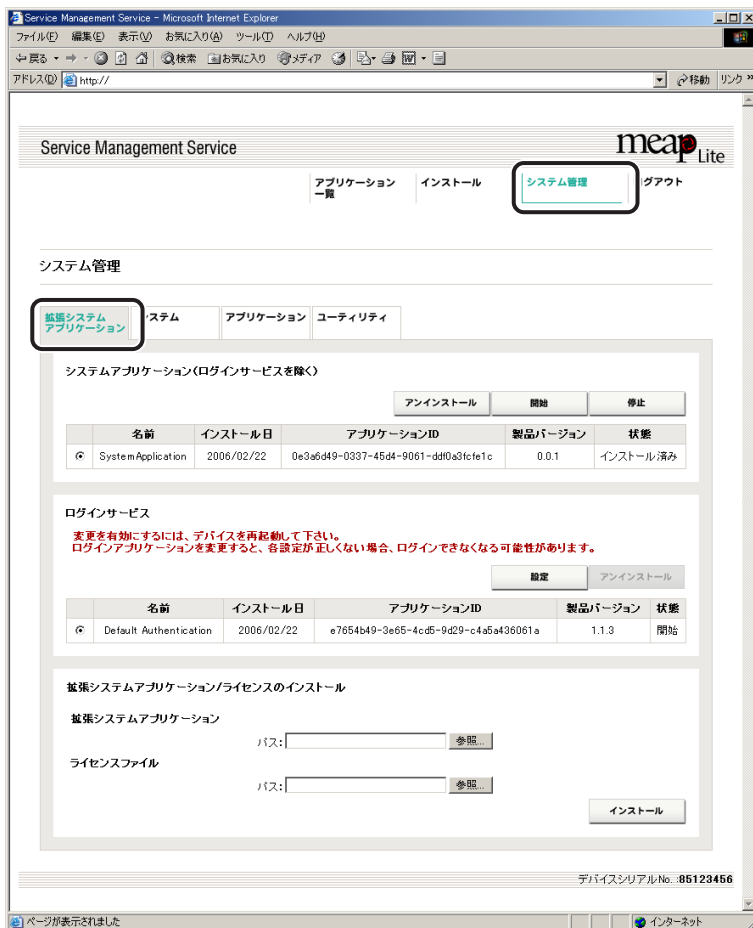 Service Management Service - Microsoft Internet Explorer
ファイル(F) 編集(E) 表示(V) お気に入り(A) ツール(T) ヘルプ(H)
戻る 検索 お気に入り メディア
アドレス(D) http:// 移動 リンク »
Service Management Service
meap Lite
アプリケーション
一覧
インストール
システム管理
グアウト
システム管理
拡張システム
アプリケーション
ステム
アプリケーション
ユーティリティ
システムアプリケーション(ログインサービスを除く)
アンインストール 開始 停止
名前 インストール日 アプリケーションID 製品バージョン 状態
SystemApplication 2006/02/22 0e3a6d49-0337-45d4-9061-ddf0a3fcfe1c 0.0.1 インストール済み
ログインサービス
変更を有効にするには、デバイスを再起動して下さい。
ログインアプリケーションを変更すると、各設定が正しくない場合、ログインできなくなる可能性があります。
設定 アンインストール
名前 インストール日 アプリケーションID 製品バージョン 状態
Default Authentication 2006/02/22 e7654b49-3e65-4cd5-9d29-c4a5a436061a 1.1.3 開始
拡張システムアプリケーション/ライセンスのインストール
拡張システムアプリケーション
パス: 参照...
ライセンスファイル
パス: 参照...
インストール
デバイスシリアルNo. :85123456
ページが表示されました インターネット